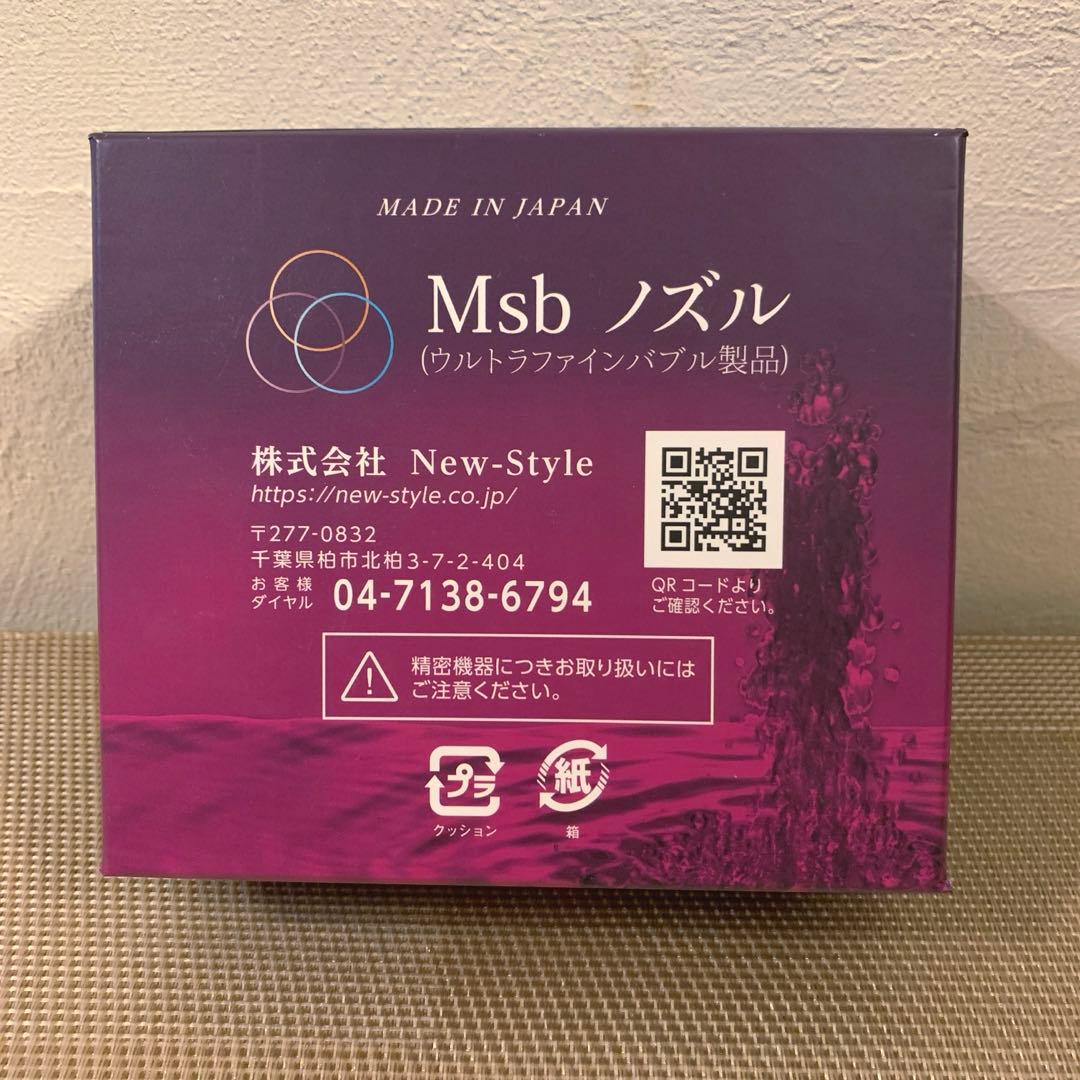 MADE IN JAPAN
Msb ノズル
(ウルトラファインバブル製品)
株式会社 New-Style
https://new-style.co.jp/
〒277-0832
千葉県柏市北柏3-7-2-404
お客様
ダイヤル 04-7138-6794
QRコードより
ご確認ください。
精密機器につきお取り扱いには
ご注意ください。
プラ
クッション
紙
箱